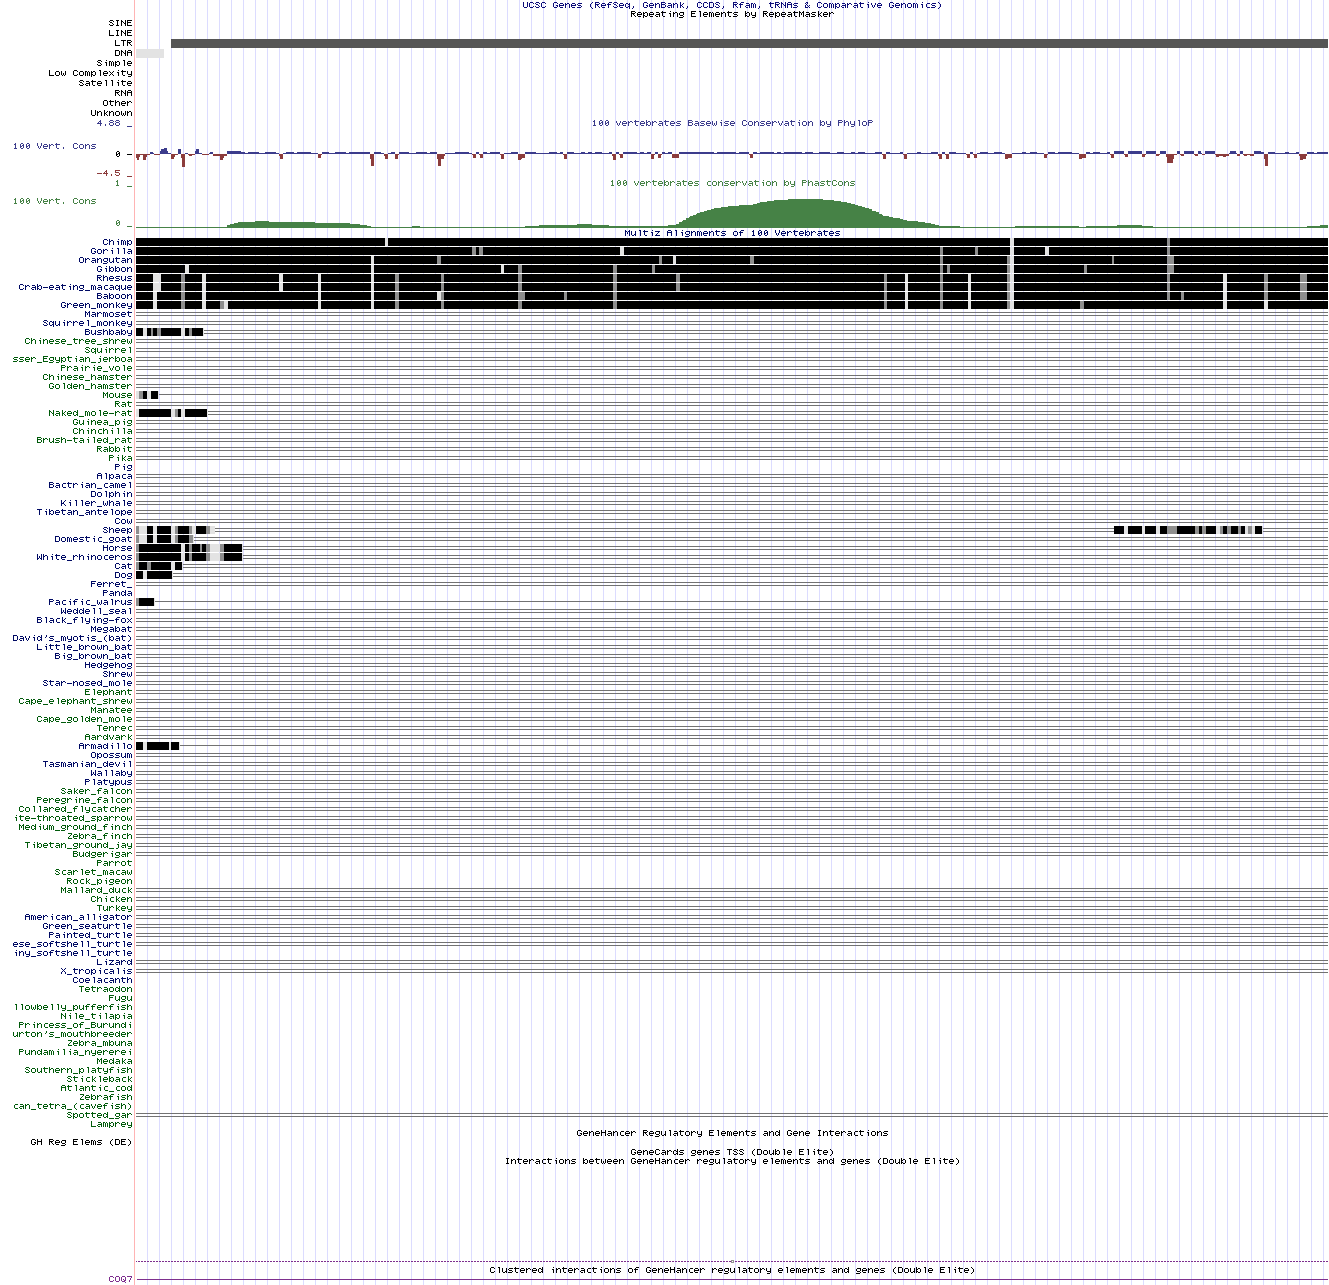 UCSC Genes (RefSeq, GenBank, CCDS, Rfam, tRNAs & Comparative Genomics)
Repeating Elements by RepeatMasker
SINE
LINE
LTR
DNA
Simple
Low Complexity
Satellite
RNA
Other
Unknown
100 vertebrates Basewise Conservation by PhyloP
4.88 _
100 Vert. Cons
0 _
-4.5 _
100 vertebrates conservation by PhastCons
1 _
100 Vert. Cons
0 _
Multiz Alignments of 100 Vertebrates
Chimp
Gorilla
Orangutan
Gibbon
Rhesus
Crab-eating_macaque
Baboon
Green_monkey
Marmoset
Squirrel_monkey
Bushbaby
Chinese_tree_shrew
Squirrel
sser_Egyptian_jerboa
Prairie_vole
Chinese_hamster
Golden_hamster
Mouse
Rat
Naked_mole-rat
Guinea_pig
Chinchilla
Brush-tailed_rat
Rabbit
Pika
Pig
Alpaca
Bactrian_camel
Dolphin
Killer_whale
Tibetan_antelope
Cow
Sheep
Domestic_goat
Horse
White_rhinoceros
Cat
Dog
Ferret_
Panda
Pacific_walrus
Weddell_seal
Black_flying-fox
Megabat
David's_myotis_(bat)
Little_brown_bat
Big_brown_bat
Hedgehog
Shrew
Star-nosed_mole
Elephant
Cape_elephant_shrew
Manatee
Cape_golden_mole
Tenrec
Aardvark
Armadillo
Opossum
Tasmanian_devil
Wallaby
Platypus
Saker_falcon
Peregrine_falcon
Collared_flycatcher
ite-throated_sparrow
Medium_ground_finch
Zebra_finch
Tibetan_ground_jay
Budgerigar
Parrot
Scarlet_macaw
Rock_pigeon
Mallard_duck
Chicken
Turkey
American_alligator
Green_seaturtle
Painted_turtle
ese_softshell_turtle
iny_softshell_turtle
Lizard
X_tropicalis
Coelacanth
Tetraodon
Fugu
llowbelly_pufferfish
Nile_tilapia
Princess_of_Burundi
urton's_mouthbreeder
Zebra_mbuna
Pundamilia_nyererei
Medaka
Southern_platyfish
Stickleback
Atlantic_cod
Zebrafish
can_tetra_(cavefish)
Spotted_gar
Lamprey
GeneHancer Regulatory Elements and Gene Interactions
GH Reg Elems (DE)
GeneCards genes TSS (Double Elite)
Interactions between GeneHancer regulatory elements and genes (Double Elite)
Clustered interactions of GeneHancer regulatory elements and genes (Double Elite)
COQ7